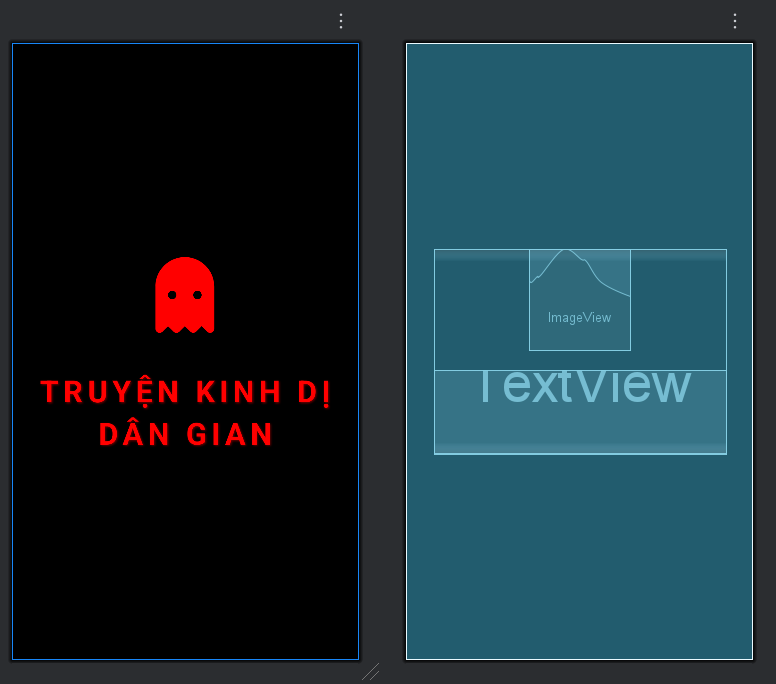 TRUYỆN KINH DỊ
DÂN GIAN
ImageView
TextView